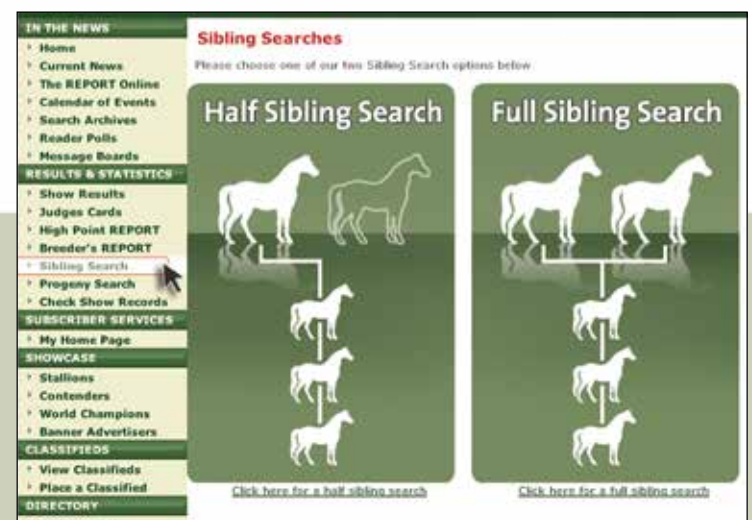 IN THE NEWS
Home
Current News
The REPORT Online
Calendar of Events
Search Archives
Reader Polls
Message Boards
RESULTS & STATISTICS
Show Results
Judges Cards
High Point REPORT
Breeder's REPORT
Sibling Search
Progeny Search
Check Show Records
SUBSCRIBER SERVICES
My Home Page
SHOWCASE
Stallions
Contenders
World Champions
Banner Advertisers
CLASSIFIEDS
View Classifieds
Place a Classified
DIRECTORY
Sibling Searches
Please choose one of our two Sibling Search options below
Half Sibling Search
Click here for a half sibling search
Full Sibling Search
Click here for a full sibling search